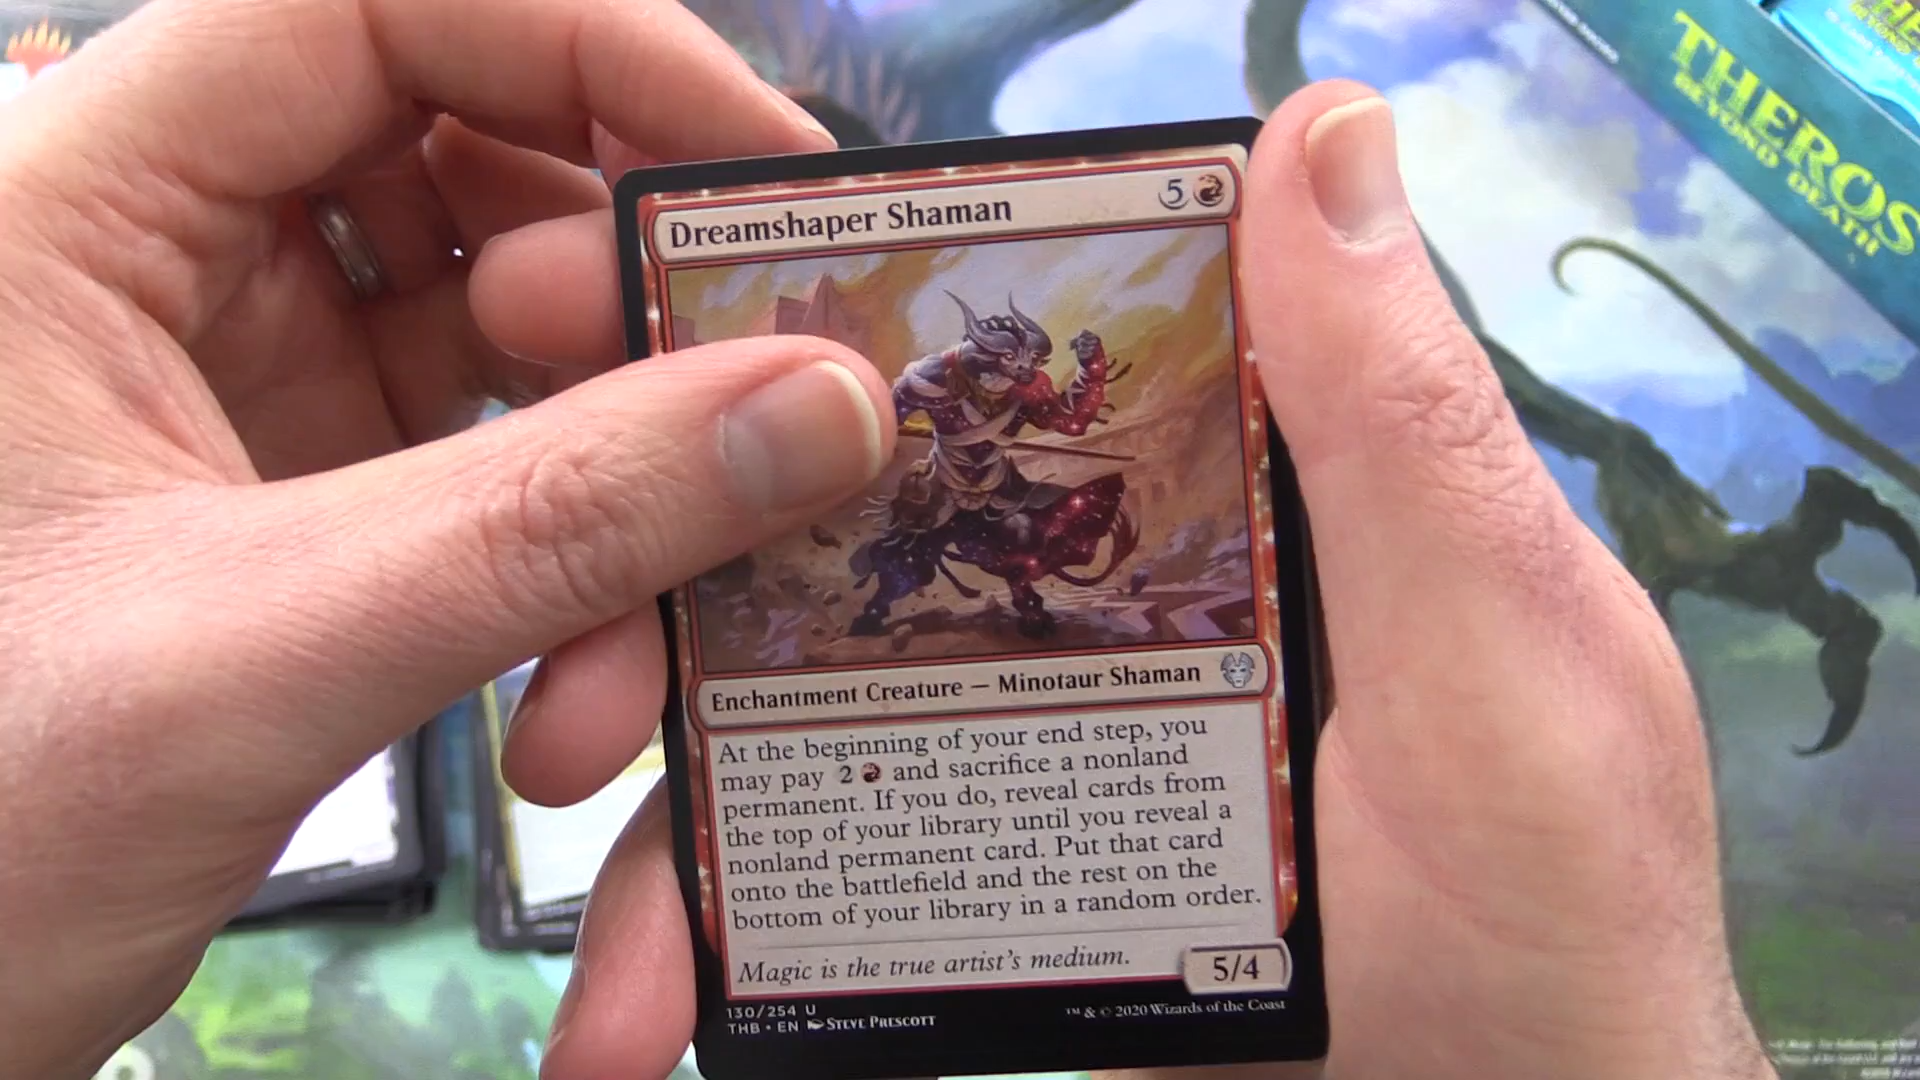 Dreamshaper Shaman 5
Enchantment Creature — Minotaur Shaman
At the beginning of your end step, you
may pay 2 and sacrifice a nonland
permanent. If you do, reveal cards from
the top of your library until you reveal a
nonland permanent card. Put that card
onto the battlefield and the rest on the
bottom of your library in a random order.
Magic is the true artist's medium.
5/4
130/254 U
THB • EN STEVE PRESCOTT
™ & © 2020 Wizards of the Coast
THEROS
BEYOND DEATH